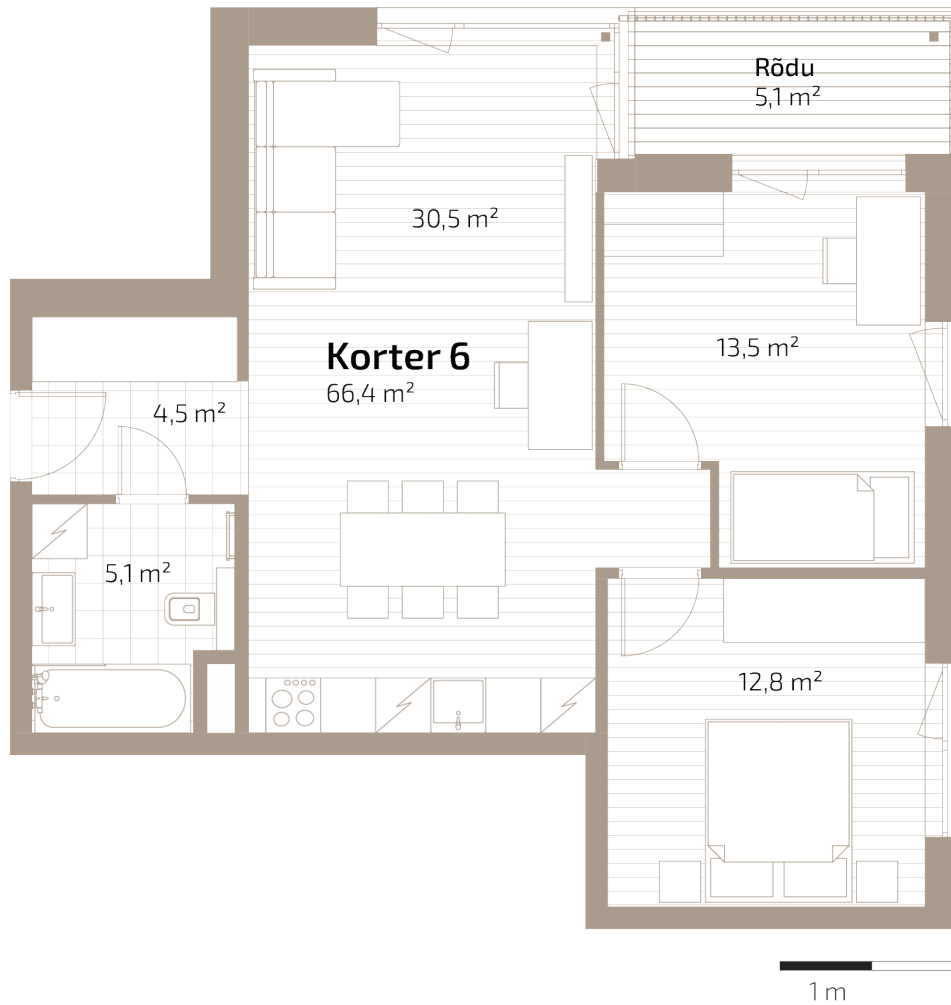 Rõdu
5,1 m²
30,5 m²
Korter 6
66,4 m²
13,5 m²
4,5 m²
5,1 m²
12,8 m²
1 m